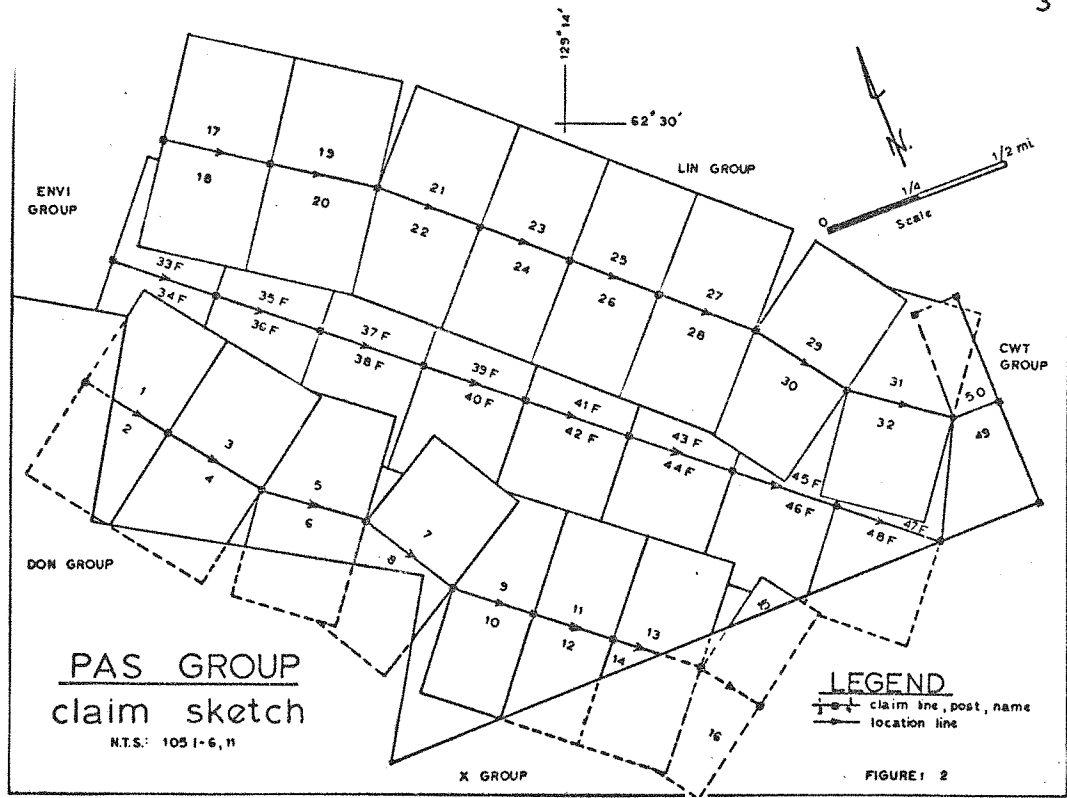 3
129° 14'
62° 30'
N.
1/2 mi
1/4
0
Scale
LIN GROUP
ENVI
GROUP
17
19
18
20
21
22
23
24
25
26
27
28
29
30
31
32
CWT
GROUP
50
49
33 F
34 F
35 F
36 F
37 F
38 F
39 F
40 F
41 F
42 F
43 F
44 F
45 F
46 F
47 F
48 F
1
2
3
4
5
6
7
8
9
10
11
12
13
14
15
16
DON GROUP
PAS GROUP
claim sketch
N.T.S.: 105 I-6, 11
X GROUP
LEGEND
claim line, post, name
location line
FIGURE: 2